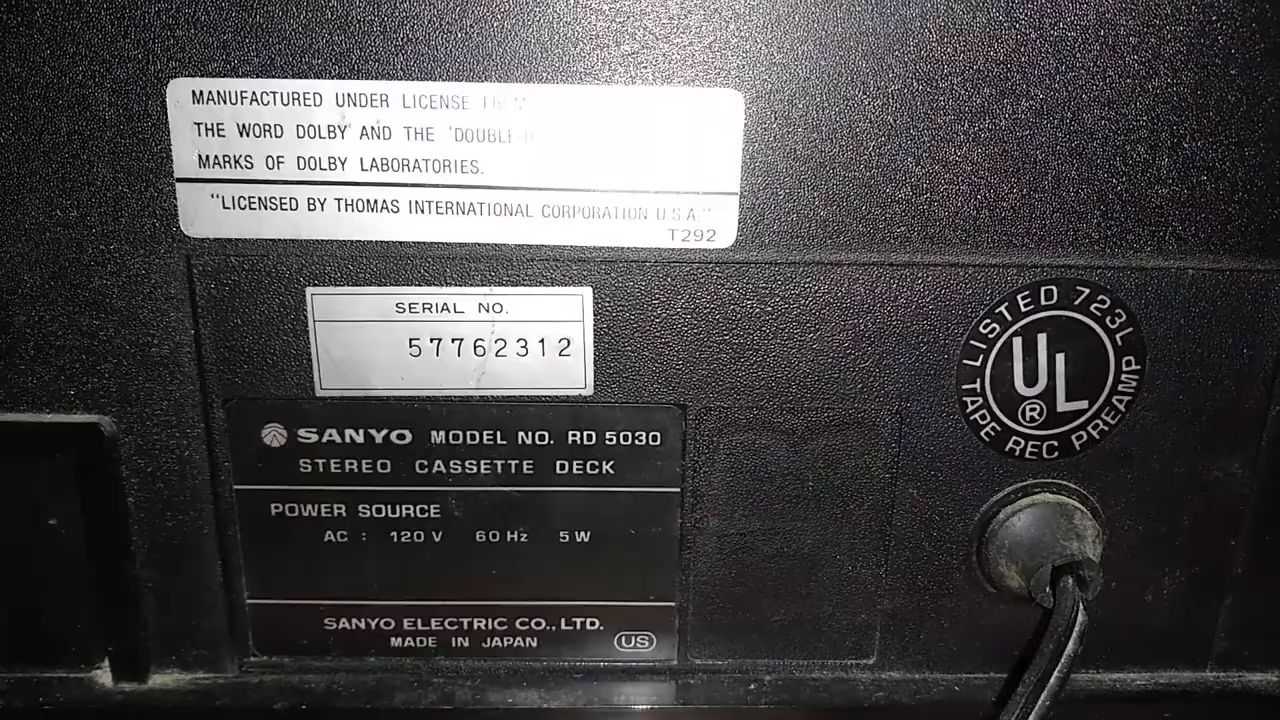 MANUFACTURED UNDER LICENSE FROM
THE WORD DOLBY' AND THE 'DOUBLE-D
MARKS OF DOLBY LABORATORIES.
"LICENSED BY THOMAS INTERNATIONAL CORPORATION U.S.A."
T292
SERIAL NO.
57762312
SANYO MODEL NO. RD 5030
STEREO CASSETTE DECK
POWER SOURCE
AC : 120 V 60 Hz 5 W
SANYO ELECTRIC CO., LTD.
MADE IN JAPAN US
LISTED 723L
UL
®
TAPE REC PREAMP